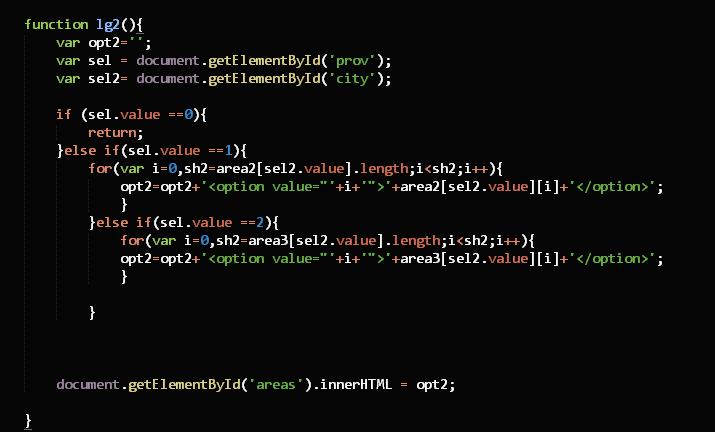 function lg2(){
var opt2='';
var sel = document.getElementById('prov');
var sel2= document.getElementById('city');
if (sel.value ==0){
return;
}else if(sel.value ==1){
for(var i=0,sh2=area2[sel2.value].length;i<sh2;i++){
opt2=opt2+'<option value="'+i+'">'+area2[sel2.value][i]+'</option>';
}
}else if(sel.value ==2){
for(var i=0,sh2=area3[sel2.value].length;i<sh2;i++){
opt2=opt2+'<option value="'+i+'">'+area3[sel2.value][i]+'</option>';
}
}
document.getElementById('areas').innerHTML = opt2;
}